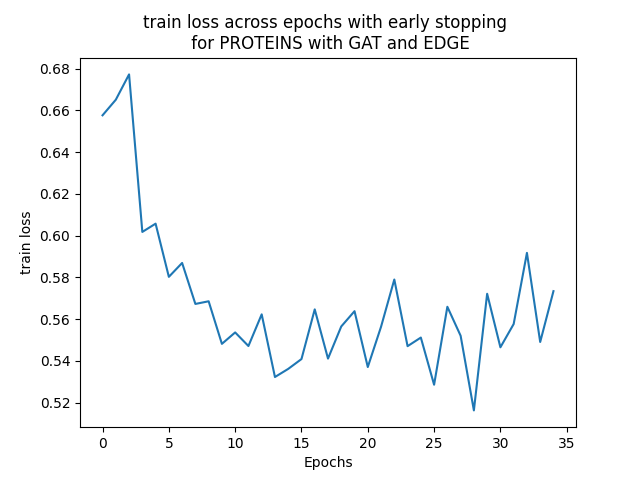 train loss across epochs with early stopping
for PROTEINS with GAT and EDGE
0.68
0.66
0.64
0.62
0.60
0.58
0.56
0.54
0.52
train loss
0 5 10 15 20 25 30 35
Epochs